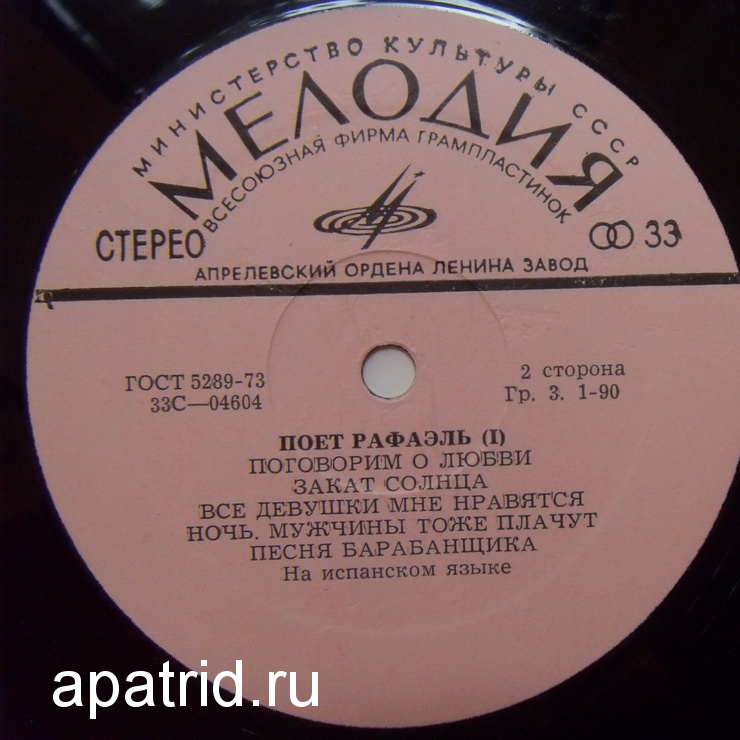 МИНИСТЕРСТВО КУЛЬТУРЫ СССР
МЕЛОДИЯ
ВСЕСОЮЗНАЯ ФИРМА ГРАМПЛАСТИНОК
СТЕРЕО
33
АПРЕЛЕВСКИЙ ОРДЕНА ЛЕНИНА ЗАВОД
ГОСТ 5289-73
33С—04604
2 сторона
Гр. 3. 1-90
ПОЕТ РАФАЭЛЬ (I)
ПОГОВОРИМ О ЛЮБВИ
ЗАКАТ СОЛНЦА
ВСЕ ДЕВУШКИ МНЕ НРАВЯТСЯ
НОЧЬ. МУЖЧИНЫ ТОЖЕ ПЛАЧУТ
ПЕСНЯ БАРАБАНЩИКА
На испанском языке
apatrid.ru